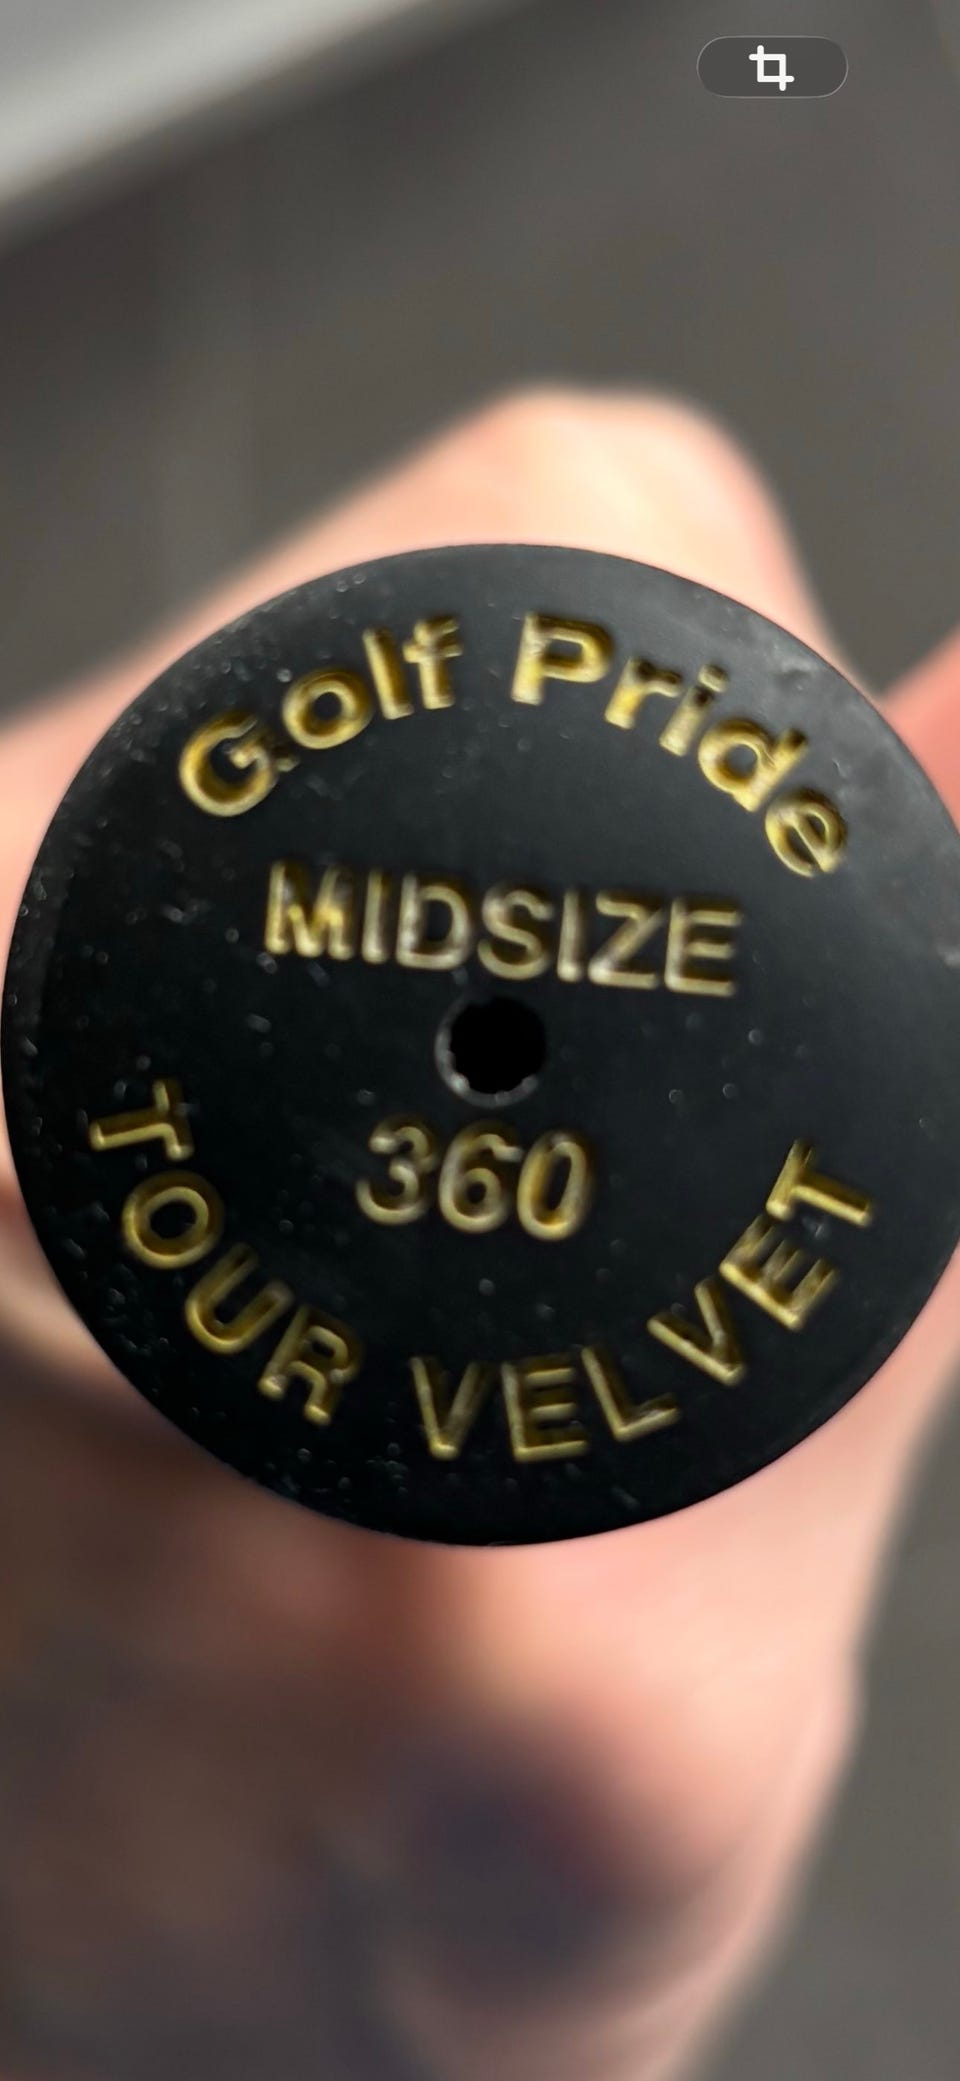 Golf Pride
MIDSIZE
360
TOUR VELVET